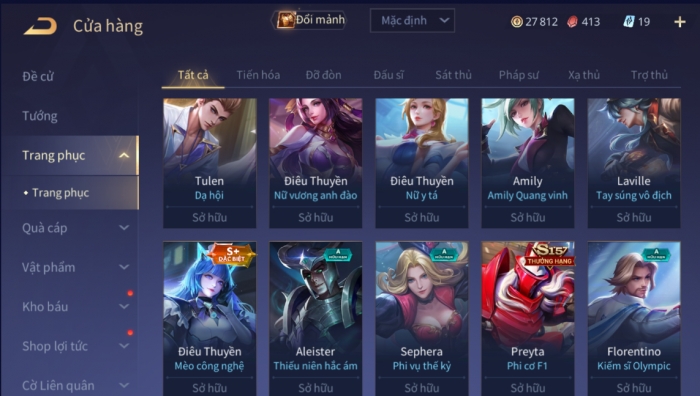 Cửa hàng
Đổi mảnh
Mặc định
27 812
413
19
Đề cử
Tướng
Trang phục
Trang phục
Quà cáp
Vật phẩm
Kho báu
Shop lợi tức
Cờ Liên quân
Tất cả Tiến hóa Đỡ đòn Đấu sĩ Sát thủ Pháp sư Xạ thủ Trợ thủ
Tulen
Dạ hội
Sở hữu
Điêu Thuyền
Nữ vương anh đào
Sở hữu
Điêu Thuyền
Nữ y tá
Sở hữu
Amily
Amily Quang vinh
Sở hữu
Laville
Tay súng vô địch
Sở hữu
S+
ĐẶC BIỆT
Điêu Thuyền
Mèo công nghệ
Sở hữu
A
HỮU HẠN
Aleister
Thiếu niên hắc ám
Sở hữu
A
HỮU HẠN
Sephera
Phi vụ thế kỷ
Sở hữu
S15
THƯỞNG HẠNG
Preyta
Phi cơ F1
Sở hữu
A
HỮU HẠN
Florentino
Kiếm sĩ Olympic
Sở hữu